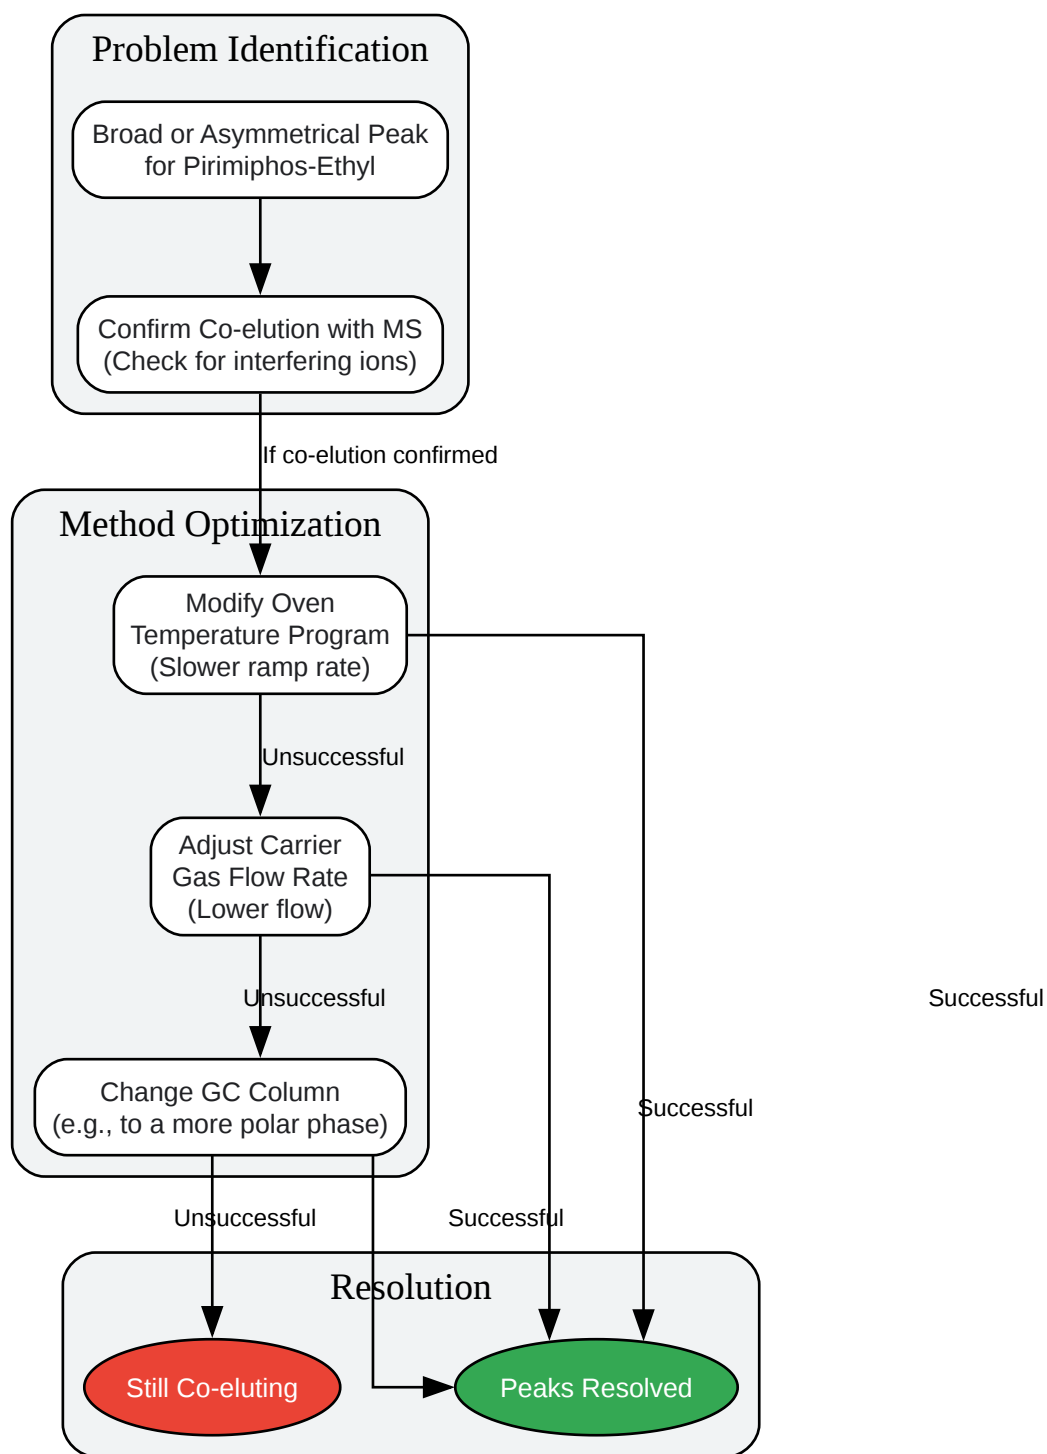 Problem Identification
Broad or Asymmetrical Peak
for Pirimiphos-Ethyl
Confirm Co-elution with MS
(Check for interfering ions)
If co-elution confirmed
Method Optimization
Modify Oven
Temperature Program
(Slower ramp rate)
Unsuccessful
Adjust Carrier
Gas Flow Rate
(Lower flow)
Unsuccessful
Successful
Change GC Column
(e.g., to a more polar phase)
Successful
Unsuccessful
Successful
Resolution
Still Co-eluting
Peaks Resolved